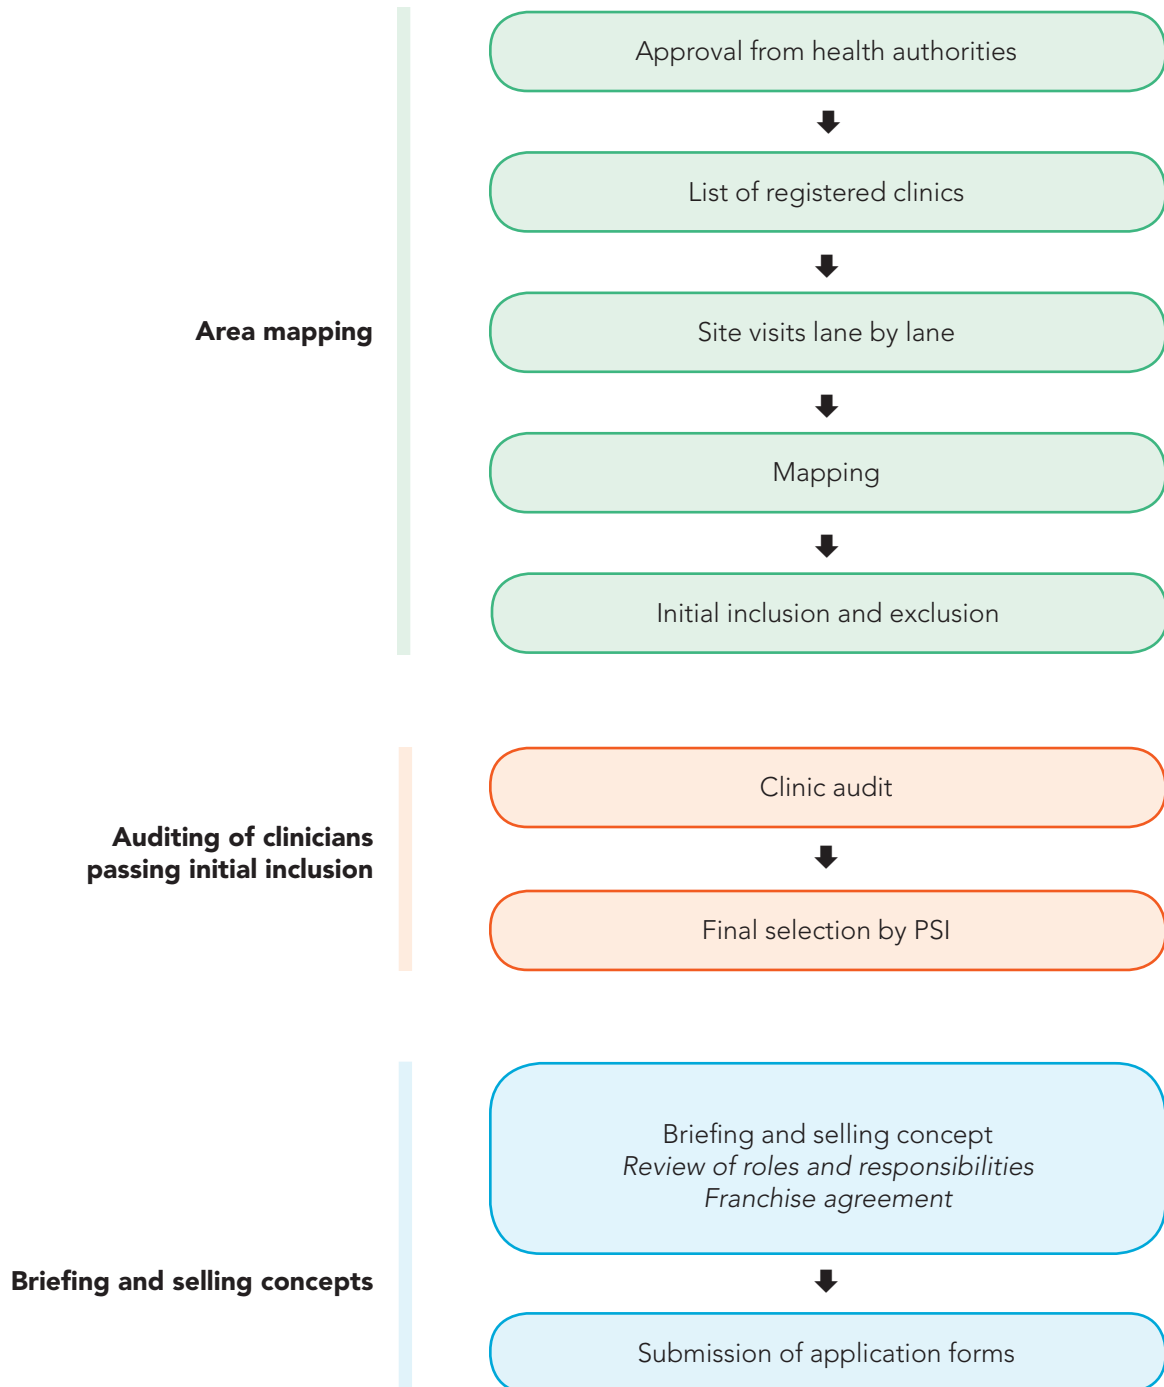 Approval from health authorities
List of registered clinics
Area mapping
Site visits lane by lane
Mapping
Initial inclusion and exclusion
Auditing of clinicians
passing initial inclusion
Clinic audit
Final selection by PSI
Briefing and selling concepts
Briefing and selling concept
Review of roles and responsibilities
Franchise agreement
Submission of application forms